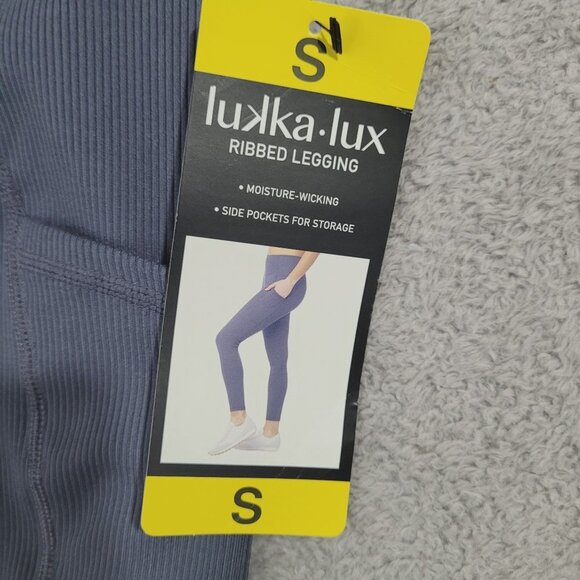 S
lukka•lux
RIBBED LEGGING
• MOISTURE-WICKING
• SIDE POCKETS FOR STORAGE
S